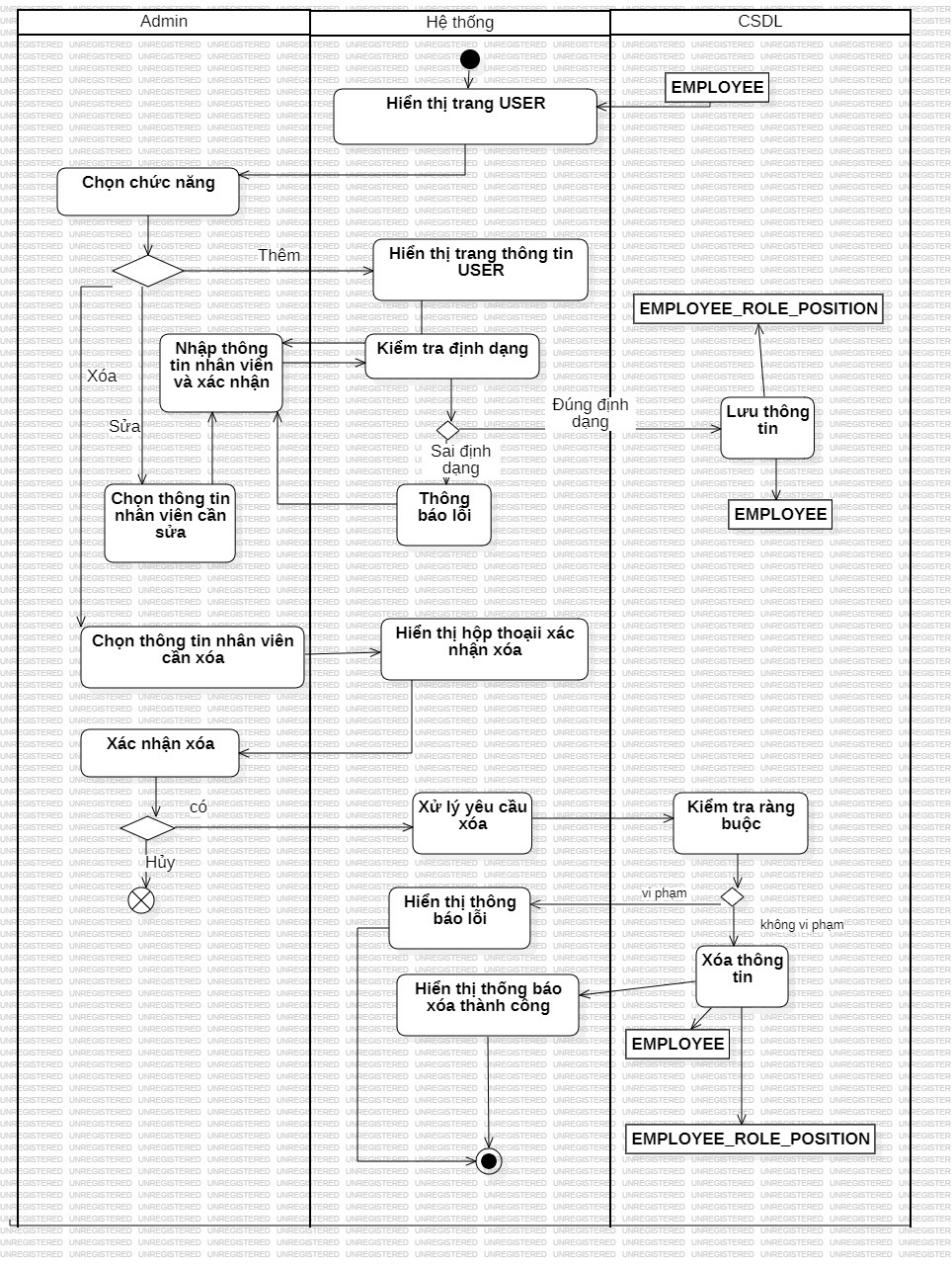 Admin
Hệ thống
CSDL
EMPLOYEE
Hiển thị trang USER
Chọn chức năng
Thêm
Hiển thị trang thông tin
USER
EMPLOYEE_ROLE_POSITION
Nhập thông
tin nhân viên
và xác nhận
Kiểm tra định dạng
Xóa
Sửa
Đúng định
dạng
Lưu thông
tin
Sai định
dạng
Chọn thông tin
nhân viên cần
sửa
Thông
báo lỗi
EMPLOYEE
Chọn thông tin nhân viên
cần xóa
Hiển thị hộp thoaịi xác
nhận xóa
Xác nhận xóa
có
Xử lý yêu cầu
xóa
Kiểm tra ràng
buộc
Hủy
Hiển thị thông
báo lỗi
vi phạm
không vi phạm
Xóa thông
tin
Hiển thị thống báo
xóa thành công
EMPLOYEE
EMPLOYEE_ROLE_POSITION